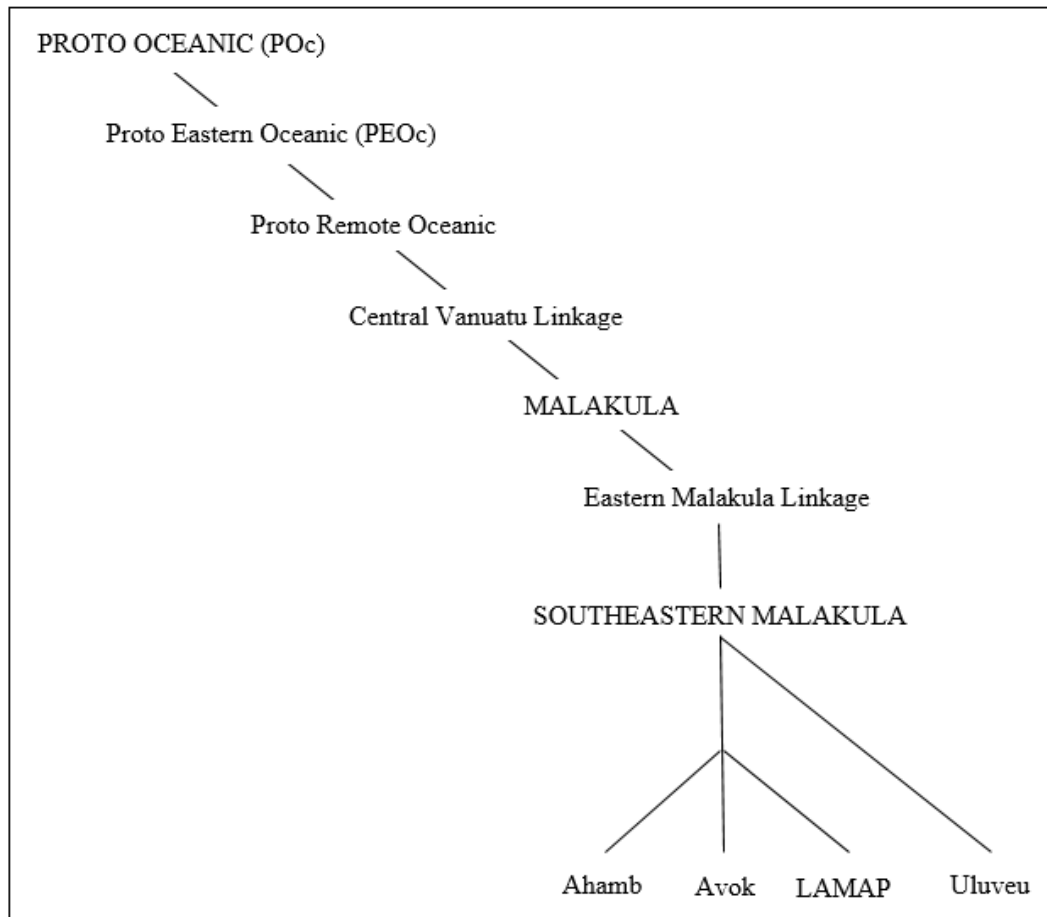 PROTO OCEANIC (POc)
Proto Eastern Oceanic (PEOc)
Proto Remote Oceanic
Central Vanuatu Linkage
MALAKULA
Eastern Malakula Linkage
SOUTHEASTERN MALAKULA
Ahamb Avok LAMAP Uluveu